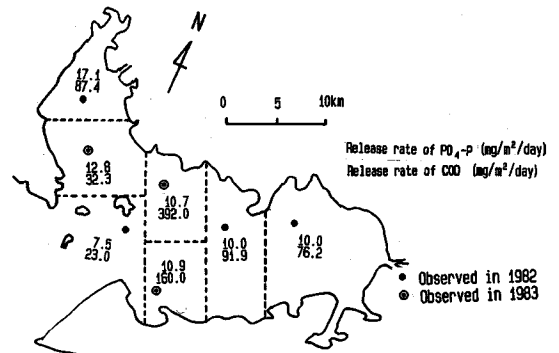 N
17.1
87.4
0 5 10km
Release rate of PO4-P (mg/m²/day)
Release rate of COD (mg/m²/day)
12.8
32.3
10.7
392.0
7.5
23.0
10.0
91.9
10.0
76.2
10.9
160.0
Observed in 1982
Observed in 1983